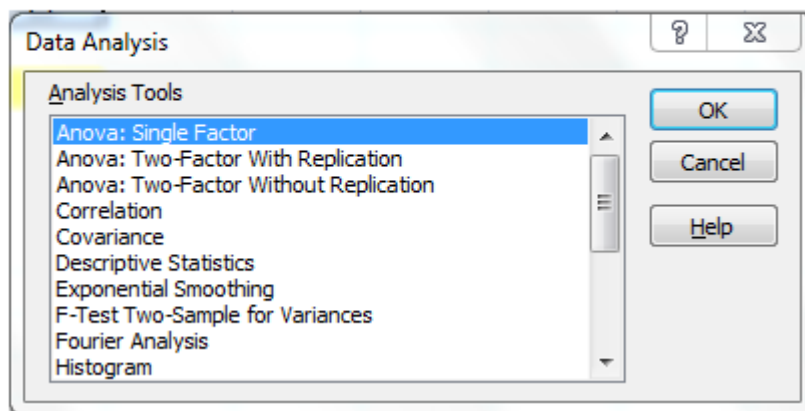 Data Analysis
Analysis Tools
Anova: Single Factor
Anova: Two-Factor With Replication
Anova: Two-Factor Without Replication
Correlation
Covariance
Descriptive Statistics
Exponential Smoothing
F-Test Two-Sample for Variances
Fourier Analysis
Histogram
OK
Cancel
Help